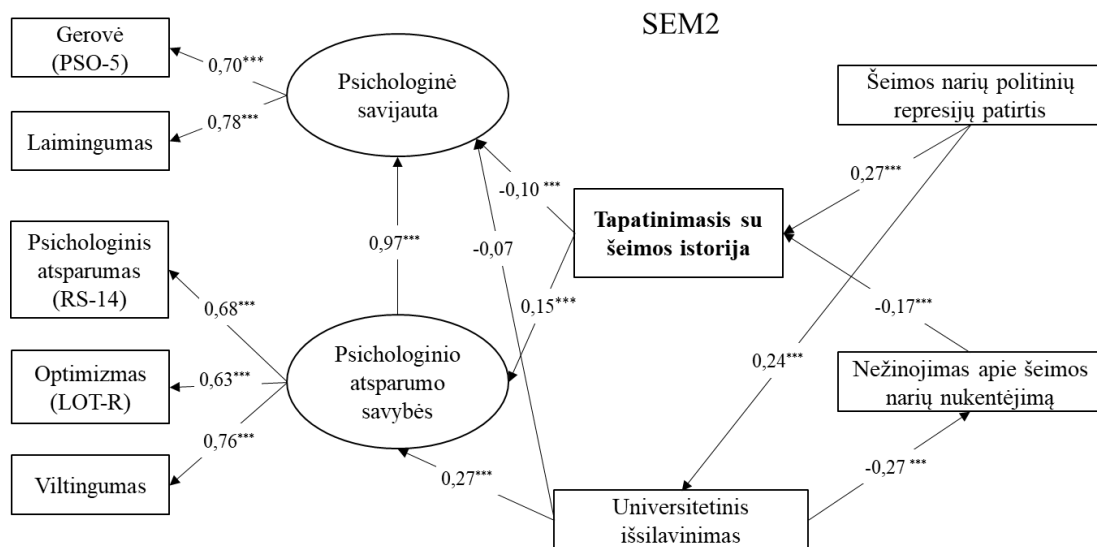 SEM2
Gerovė
(PSO-5)
Laimingumas
Psichologinis
atsparumas
(RS-14)
Optimizmas
(LOT-R)
Viltingumas
0,70***
0,78***
0,68***
0,63***
0,76***
Psichologinė
savijauta
0,97***
Psichologinio
atsparumo
savybės
-0,10 ***
-0,07
0,15***
0,27***
Tapatinimasis su
šeimos istorija
Universitetinis
išsilavinimas
0,27***
-0,17***
0,24***
-0,27 ***
Šeimos narių politinių
represijų patirtis
Nežinojimas apie šeimos
narių nukentėjimą